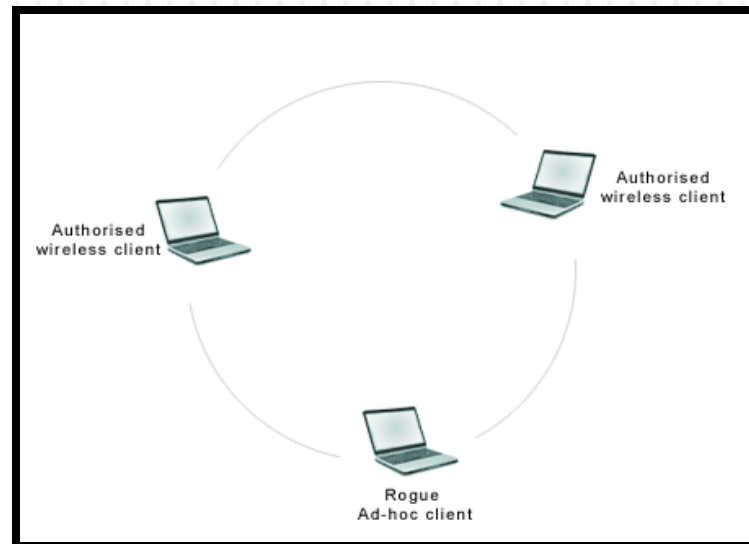 Authorised
wireless client
Authorised
wireless client
Rogue
Ad-hoc client